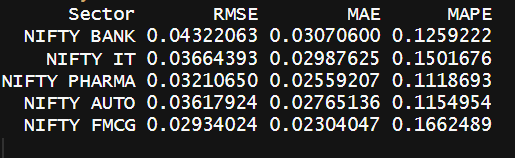 Sector RMSE MAE MAPE
NIFTY BANK 0.04322063 0.03070600 0.1259222
NIFTY IT 0.03664393 0.02987625 0.1501676
NIFTY PHARMA 0.03210650 0.02559207 0.1118693
NIFTY AUTO 0.03617924 0.02765136 0.1154954
NIFTY FMCG 0.02934024 0.02304047 0.1662489